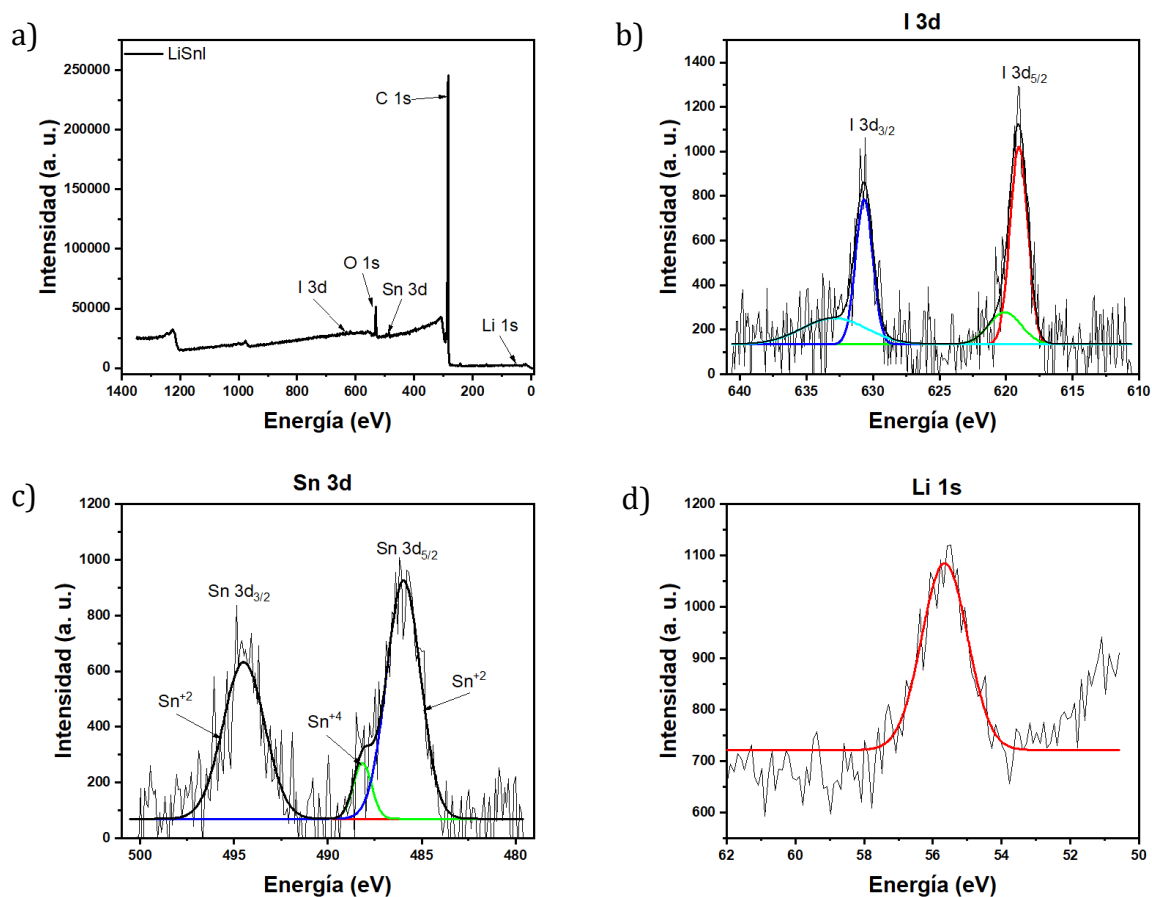 a)
LiSnI
250000
200000
150000
100000
50000
0
Intensidad (a. u.)
C 1s
O 1s
I 3d
Sn 3d
Li 1s
1400 1200 1000 800 600 400 200 0
Energía (eV)
b)
I 3d
1400
1200
1000
800
600
400
200
0
Intensidad (a. u.)
I 3d5/2
I 3d3/2
640 635 630 625 620 615 610
Energía (eV)
c)
Sn 3d
1200
1000
800
600
400
200
0
Intensidad (a. u.)
Sn 3d5/2
Sn 3d3/2
Sn+2
Sn+4
Sn+2
500 495 490 485 480
Energía (eV)
d)
Li 1s
1200
1100
1000
900
800
700
600
Intensidad (a. u.)
62 60 58 56 54 52 50
Energía (eV)